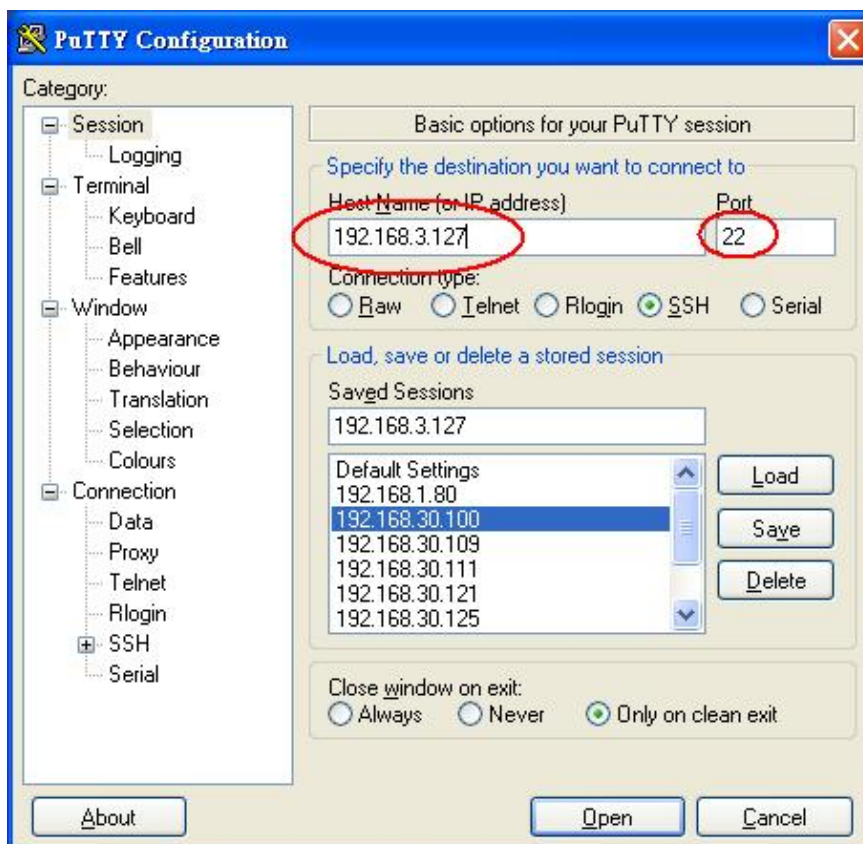 PuTTY Configuration
Category:
Session
Logging
Terminal
Keyboard
Bell
Features
Window
Appearance
Behaviour
Translation
Selection
Colours
Connection
Data
Proxy
Telnet
Rlogin
SSH
Serial
Basic options for your PuTTY session
Specify the destination you want to connect to
Host Name (or IP address) Port
192.168.3.127 22
Connection type:
Raw Telnet Rlogin SSH Serial
Load, save or delete a stored session
Saved Sessions
192.168.3.127
Default Settings
192.168.1.80
192.168.30.100
192.168.30.109
192.168.30.111
192.168.30.121
192.168.30.125
Load
Save
Delete
Close window on exit:
Always Never Only on clean exit
About Open Cancel